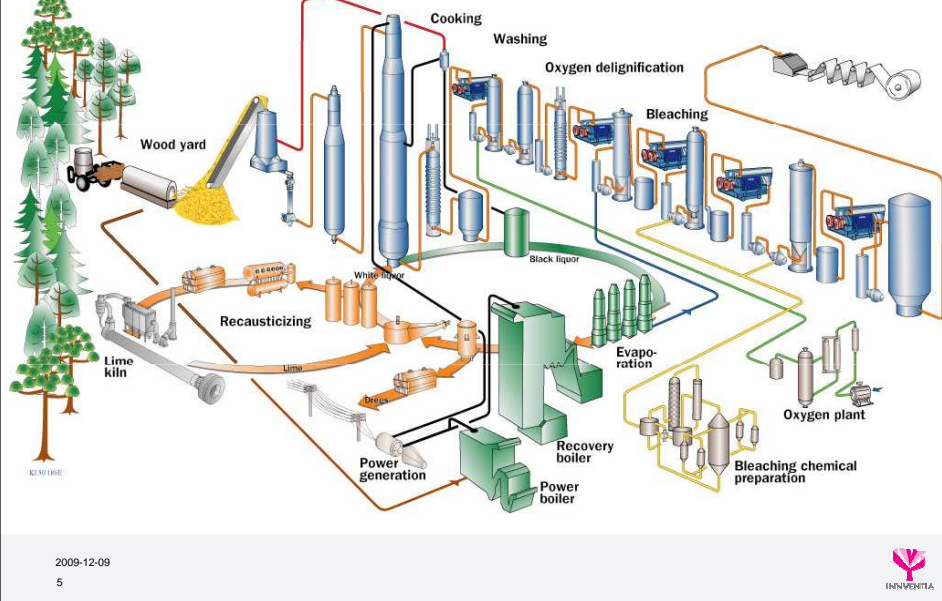 Cooking
Washing
Oxygen delignification
Bleaching
Wood yard
Black liquor
White liquor
Recausticizing
Lime
kiln
Lime
Evapo-
ration
Dregs
Oxygen plant
Recovery
boiler
Power
generation
Bleaching chemical
preparation
Power
boiler
2009-12-09
5
INNVENTIA